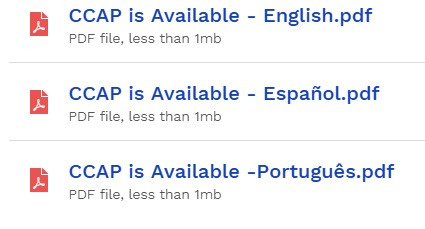 CCAP is Available - English.pdf
PDF file, less than 1mb
CCAP is Available - Español.pdf
PDF file, less than 1mb
CCAP is Available -Português.pdf
PDF file, less than 1mb